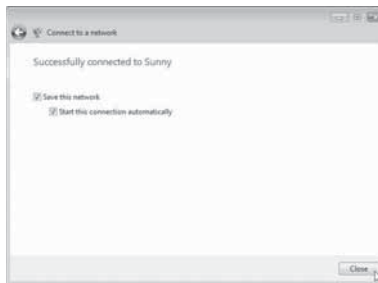 Connect to a network
Successfully connected to Sunny
Save this network
Start this connection automatically
Close